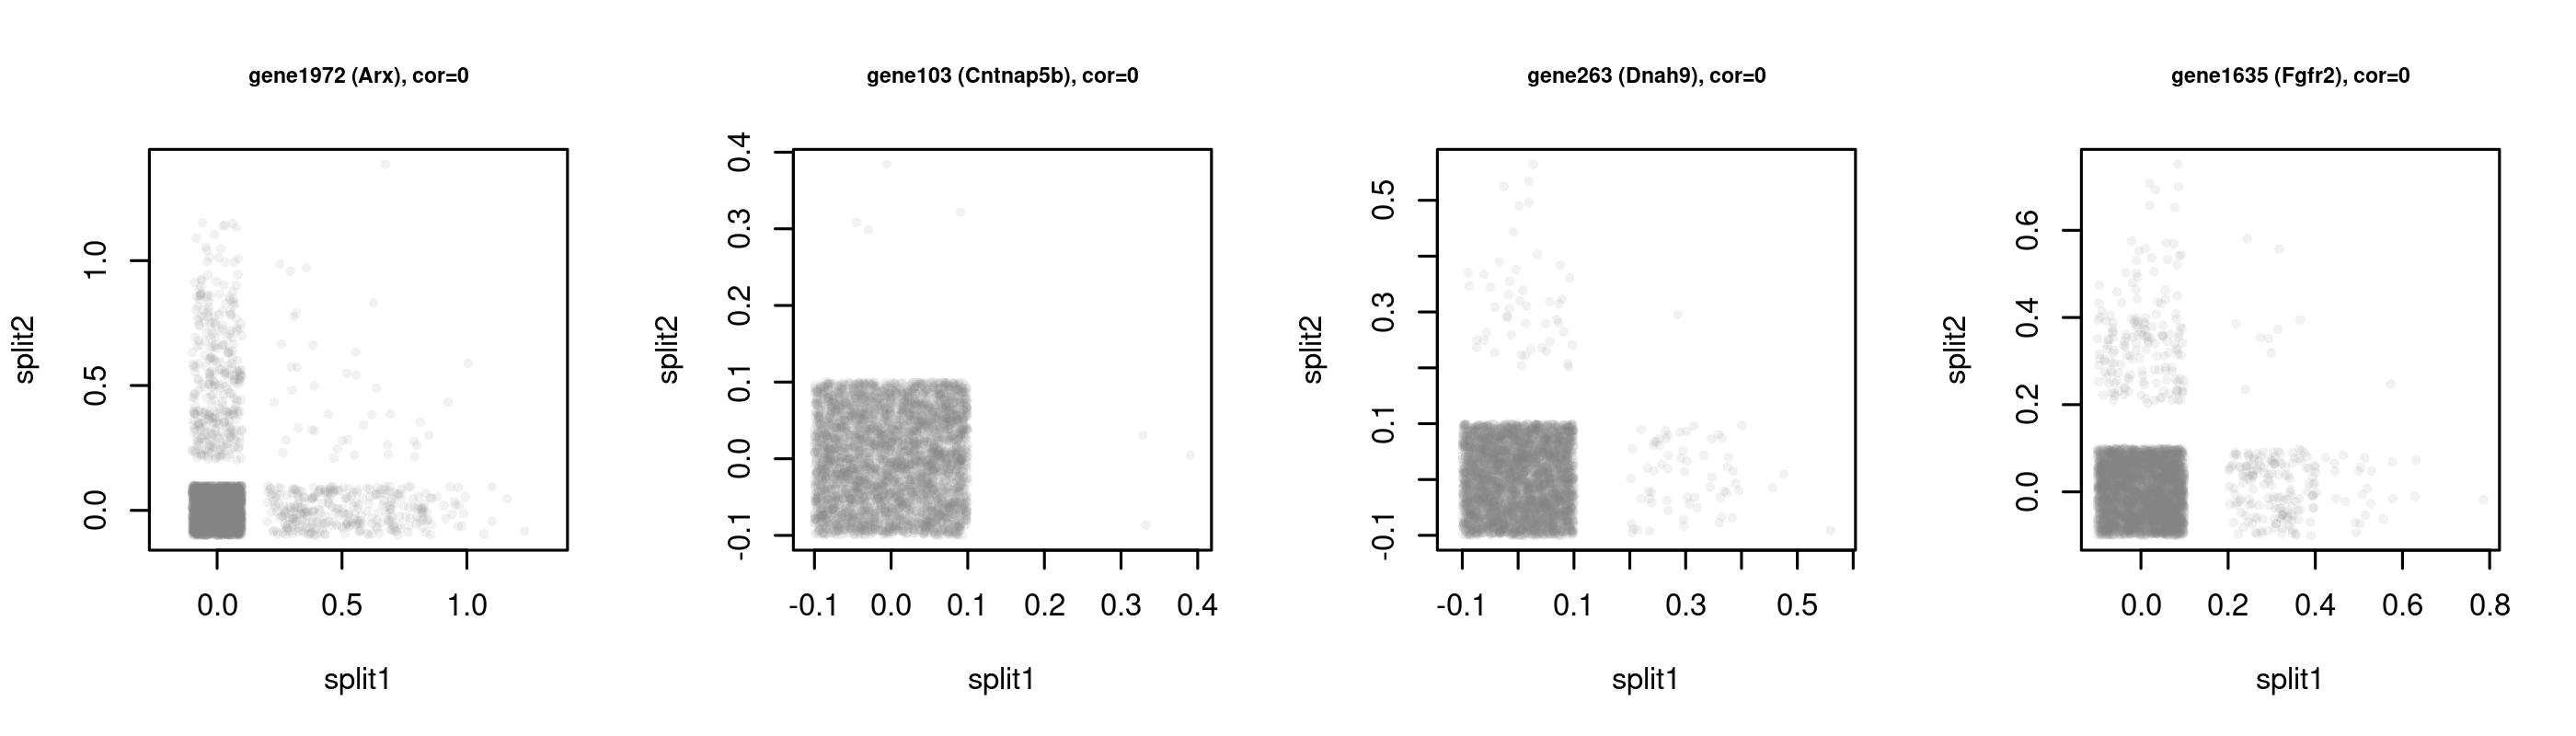 gene1972 (Arx), cor=0
split2
0.0 0.5 1.0
0.0 0.5 1.0
split1
gene103 (Cntnap5b), cor=0
split2
-0.1 0.0 0.1 0.2 0.3 0.4
-0.1 0.0 0.1 0.2 0.3 0.4
split1
gene263 (Dnah9), cor=0
split2
-0.1 0.1 0.3 0.5
-0.1 0.1 0.3 0.5
split1
gene1635 (Fgfr2), cor=0
split2
0.0 0.2 0.4 0.6
0.0 0.2 0.4 0.6 0.8
split1